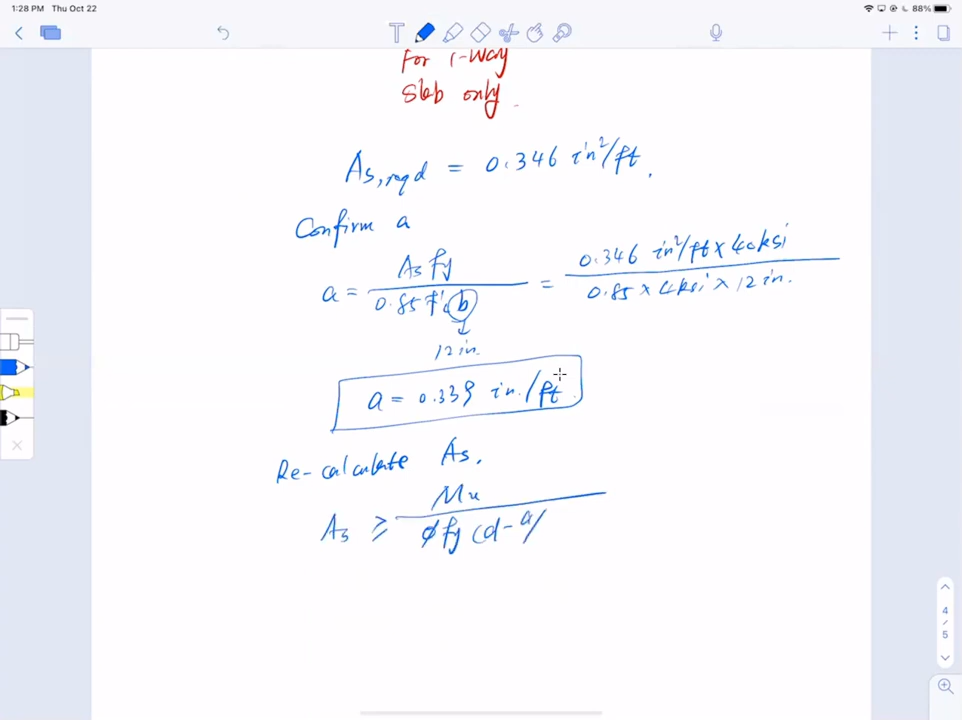 1:28 PM Thu Oct 22
88%
For 1-way
Slab only.
As,reqd = 0.346 in²/ft.
Confirm a
a = As fy / 0.85 f'c b = 0.346 in²/ft × 40ksi / 0.85 × 4ksi × 12 in.
12 in.
a = 0.339 in./ft.
Re-calculate As.
As ≥ Mu / φfy (d - a/
4
/
5